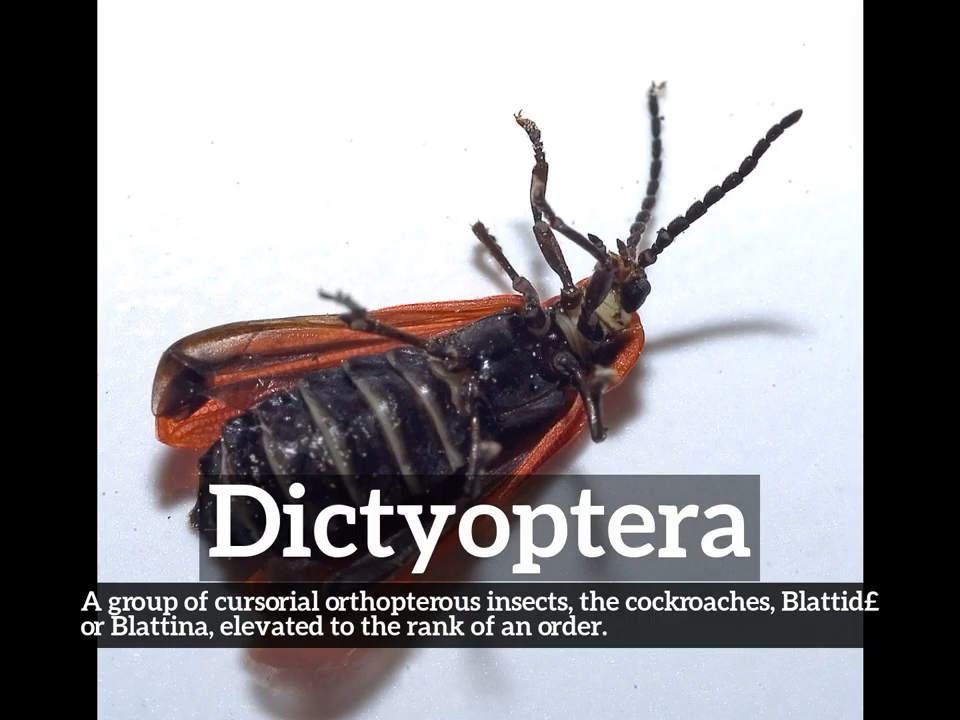 Dictyoptera
A group of cursorial orthopterous insects, the cockroaches, Blattid£
or Blattina, elevated to the rank of an order.